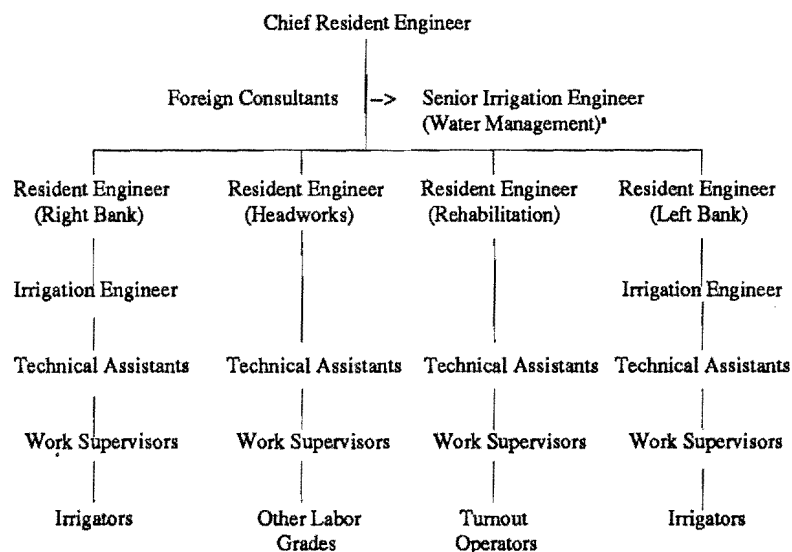 Chief Resident Engineer
Foreign Consultants -> Senior Irrigation Engineer
(Water Management)ª
Resident Engineer Resident Engineer Resident Engineer Resident Engineer
(Right Bank) (Headworks) (Rehabilitation) (Left Bank)
Irrigation Engineer Irrigation Engineer
Technical Assistants Technical Assistants Technical Assistants Technical Assistants
Work Supervisors Work Supervisors Work Supervisors Work Supervisors
Irrigators Other Labor Turnout Irrigators
Grades Operators